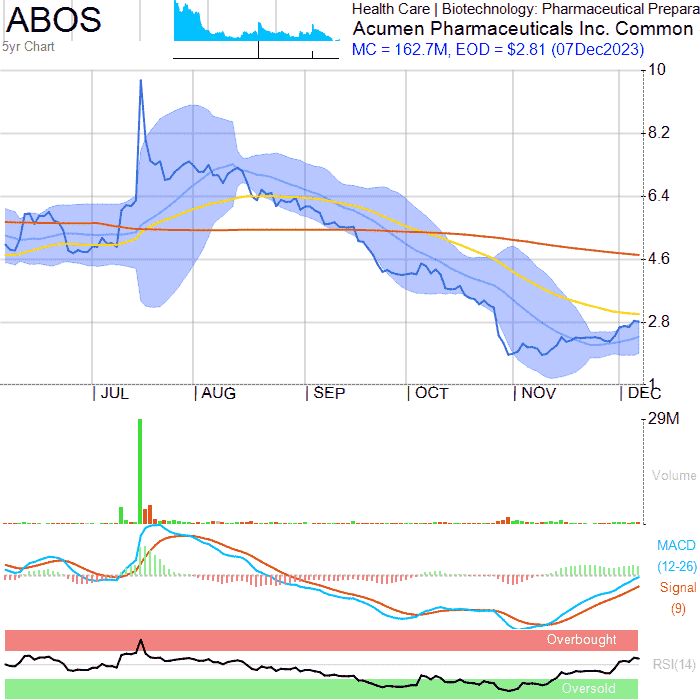 ABOS
5yr Chart
Health Care | Biotechnology: Pharmaceutical Prepara
Acumen Pharmaceuticals Inc. Common
MC = 162.7M, EOD = $2.81 (07Dec2023)
10
8.2
6.4
4.6
2.8
1
JUL AUG SEP OCT NOV DEC
29M
Volume
MACD
(12-26)
Signal
(9)
Overbought
RSI(14)
Oversold